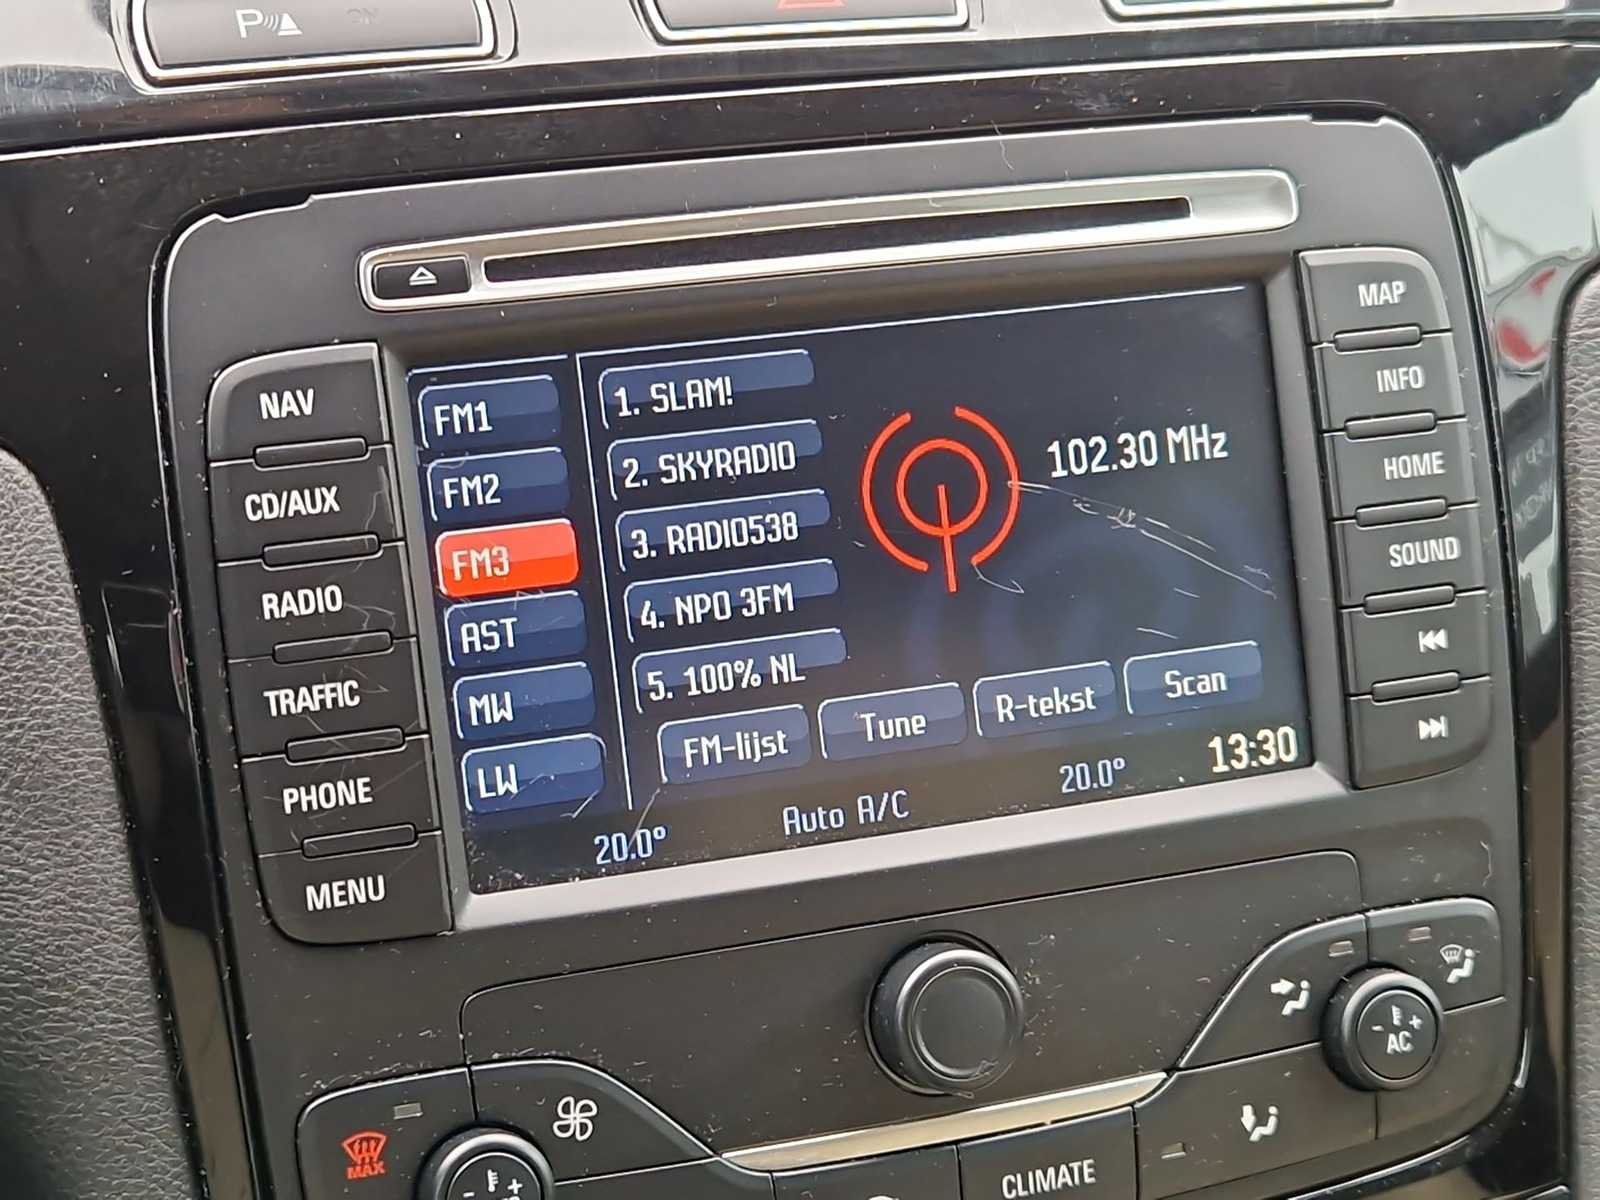 P
ON
NAV
CD/AUX
RADIO
TRAFFIC
PHONE
MENU
FM1
FM2
FM3
AST
MW
LW
1. SLAM!
2. SKYRADIO
3. RADIO538
4. NPO 3FM
5. 100% NL
102.30 MHz
FM-lijst
Tune
R-tekst
Scan
20.0°
Auto A/C
20.0°
13:30
MAP
INFO
HOME
SOUND
MAX
- +
CLIMATE
- +
AC